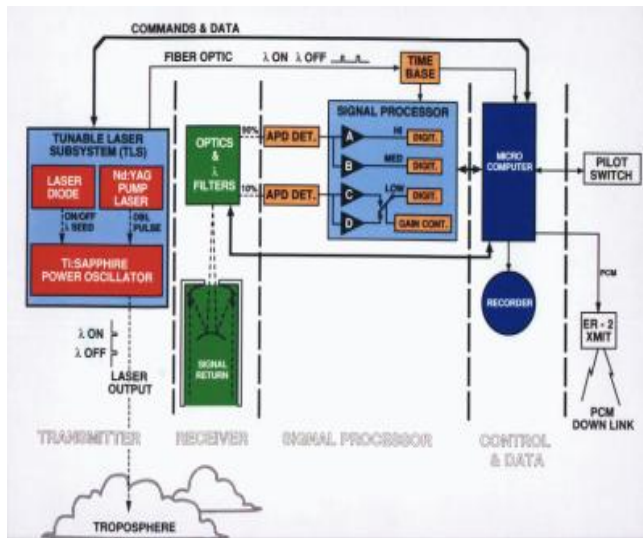 COMMANDS & DATA
FIBER OPTIC λ ON λ OFF
TIME
BASE
TUNABLE LASER
SUBSYSTEM (TLS)
LASER
DIODE
Nd:YAG
PUMP
LASER
ON/OFF
λ SEED
DBL
PULSE
Ti:SAPPHIRE
POWER OSCILLATOR
λ ON
λ OFF
LASER
OUTPUT
OPTICS
&
λ
FILTERS
90%
10%
SIGNAL
RETURN
APD DET.
APD DET.
SIGNAL PROCESSOR
A
HI
DIGIT.
B
MED
DIGIT.
C
LOW
DIGIT.
D
GAIN CONT.
MICRO
COMPUTER
PILOT
SWITCH
RECORDER
PCM
ER - 2
XMIT
PCM
DOWN LINK
TRANSMITTER
RECEIVER
SIGNAL PROCESSOR
CONTROL
& DATA
TROPOSPHERE